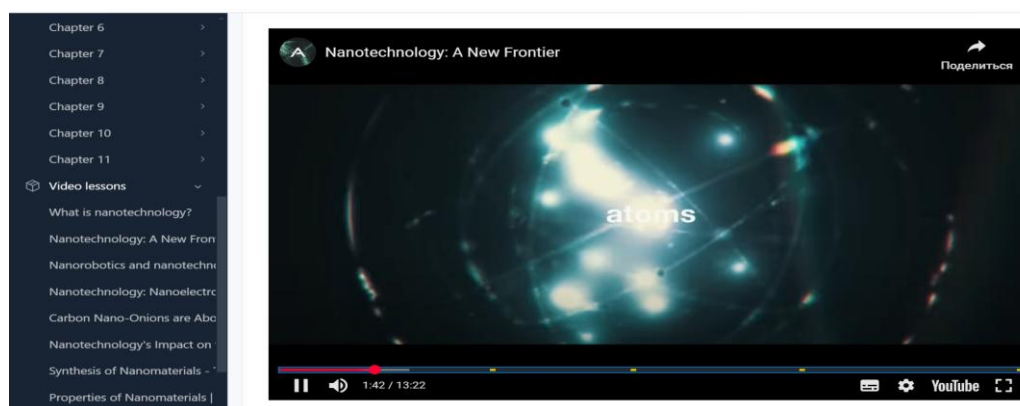 Chapter 6
Chapter 7
Chapter 8
Chapter 9
Chapter 10
Chapter 11
Video lessons
What is nanotechnology?
Nanotechnology: A New Fron
Nanorobotics and nanotechn
Nanotechnology: Nanoelectr
Carbon Nano-Onions are Abo
Nanotechnology's Impact on
Synthesis of Nanomaterials -
Properties of Nanomaterials |
Nanotechnology: A New Frontier
Поделиться
atoms
1:42 / 13:22
YouTube